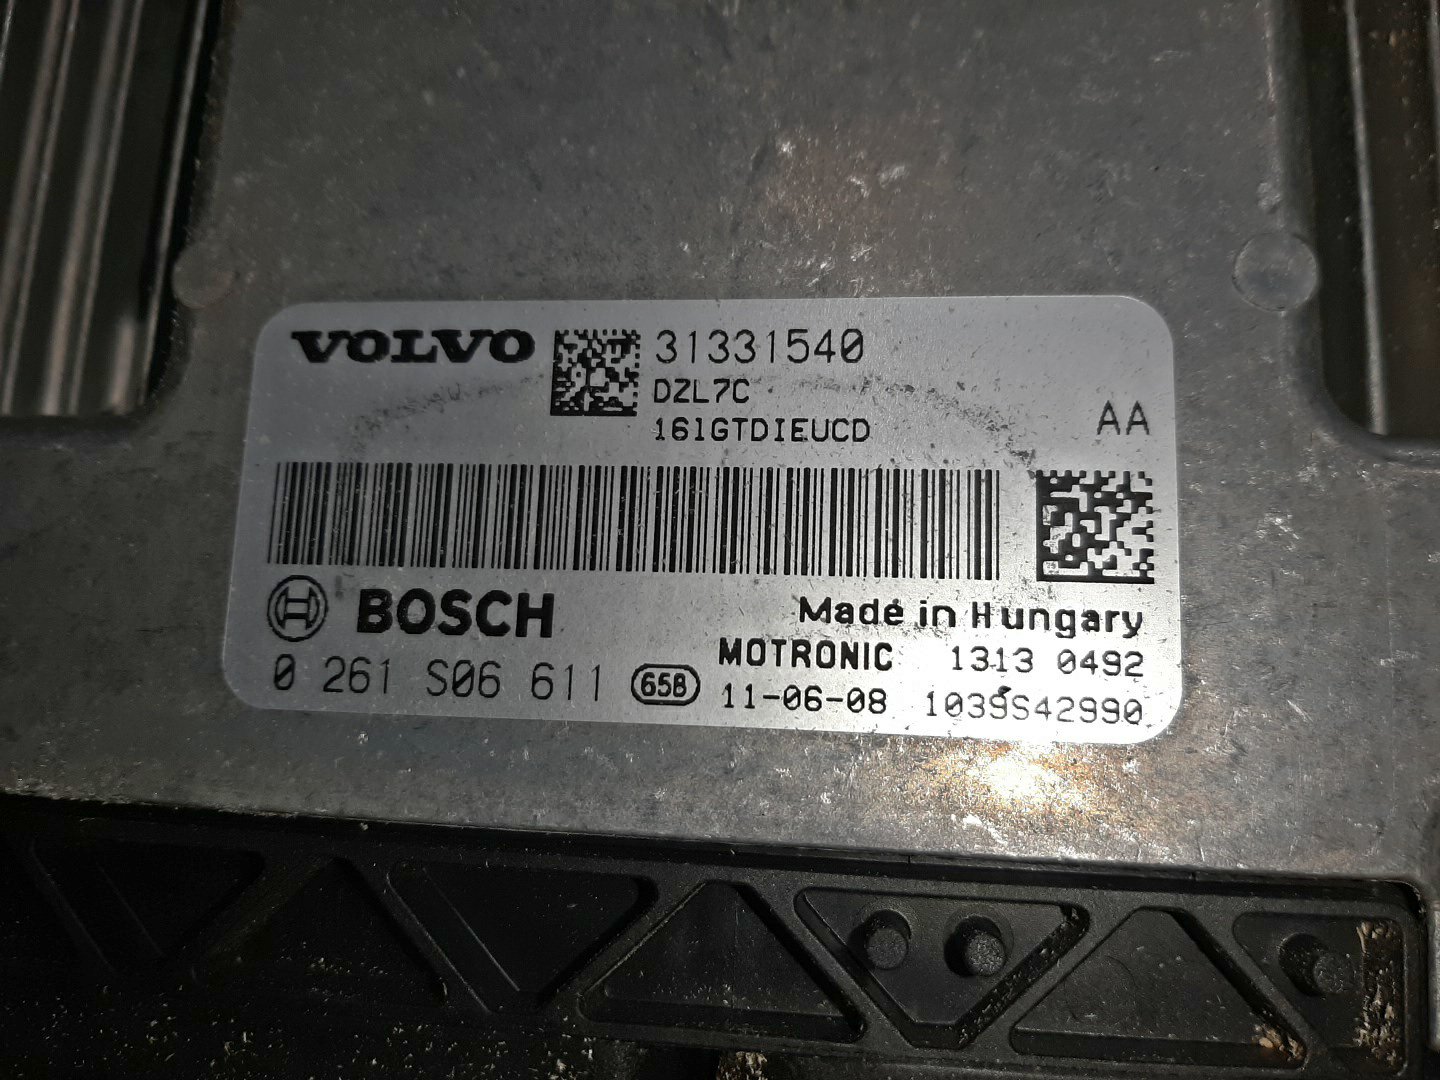 VOLVO 31331540
DZL7C
161GTDIEUCD AA
BOSCH Made in Hungary
MOTRONIC 1313 0492
0 261 S06 611 658 11-06-08 1039S42990